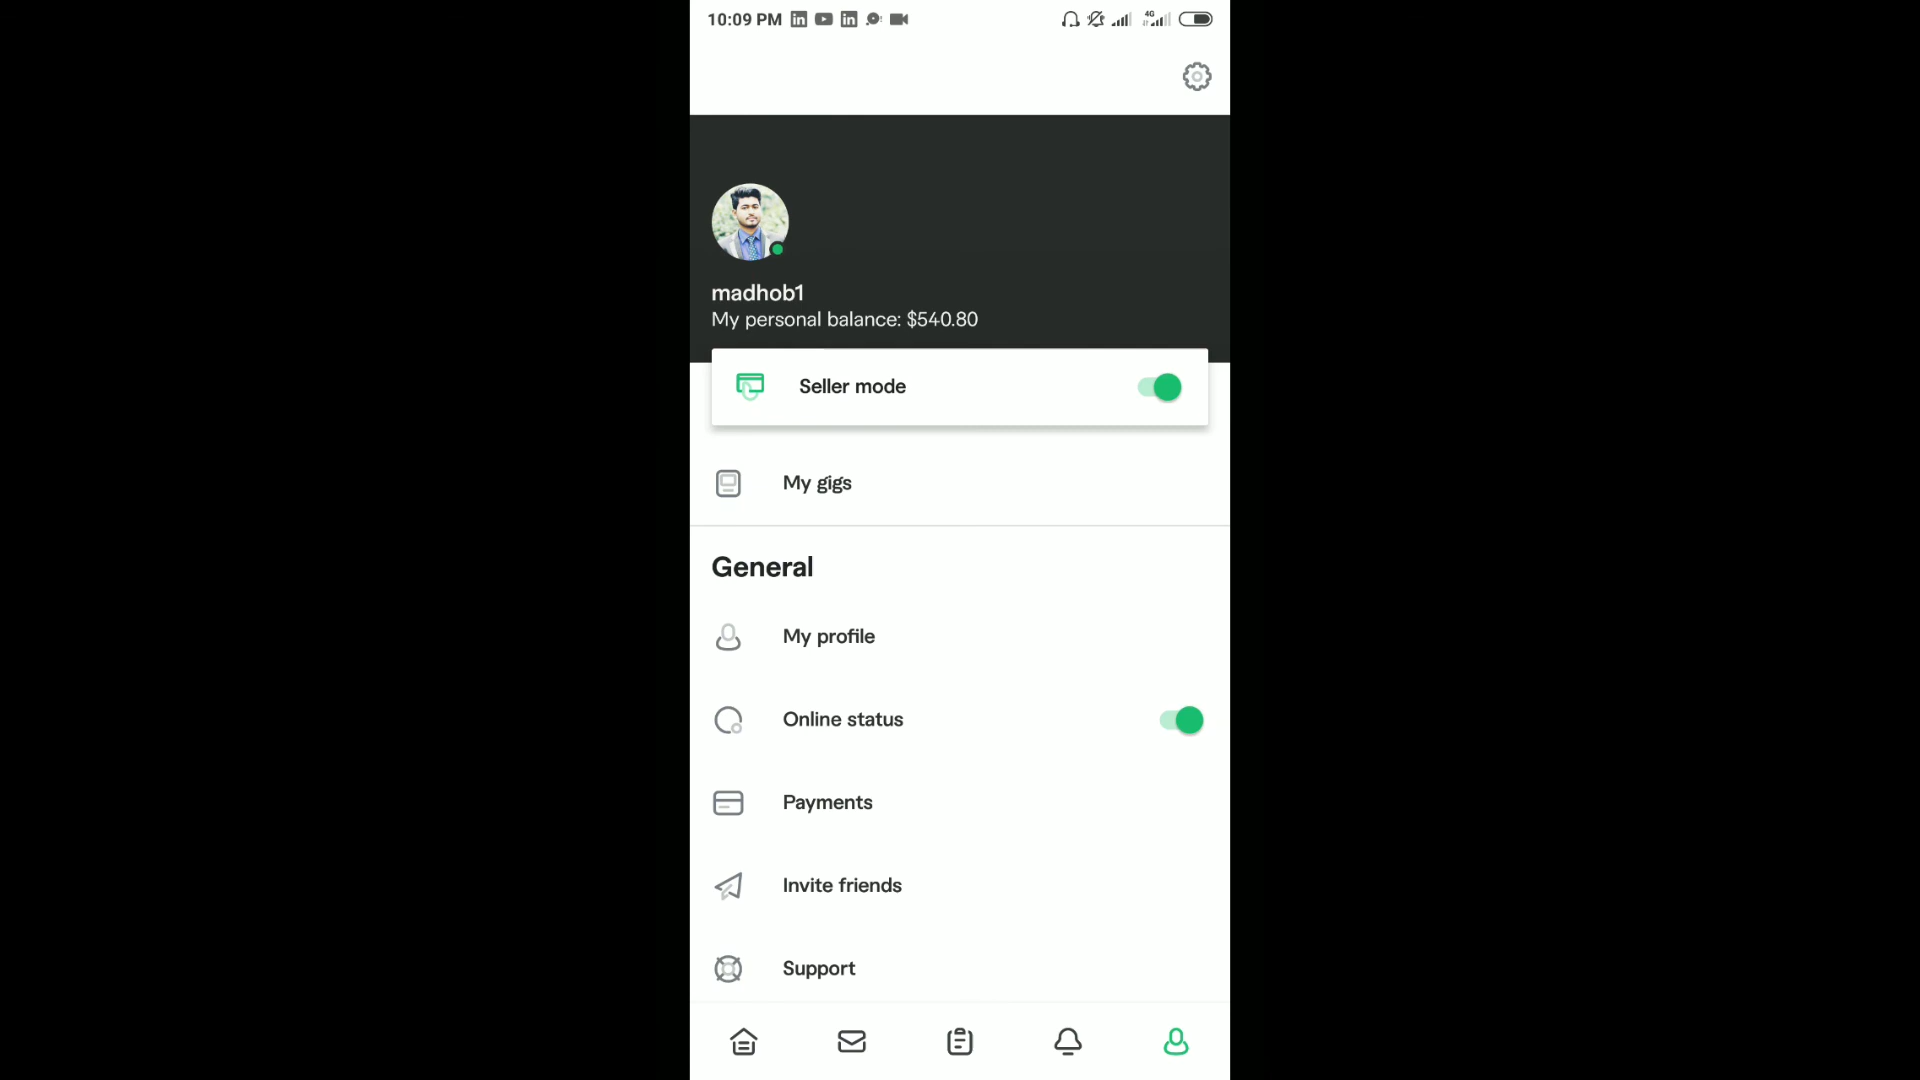 10:09 PM
4G
madhob1
My personal balance: $540.80
Seller mode
My gigs
General
My profile
Online status
Payments
Invite friends
Support